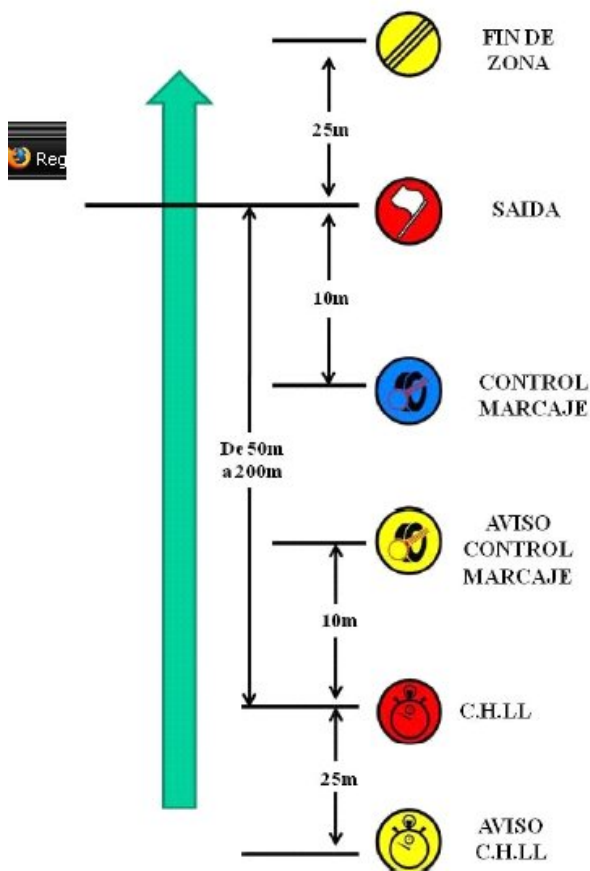 FIN DE
ZONA
25m
Reg
SAIDA
10m
CONTROL
MARCAJE
De 50m
a 200m
AVISO
CONTROL
MARCAJE
10m
C.H.LL
25m
AVISO
C.H.LL